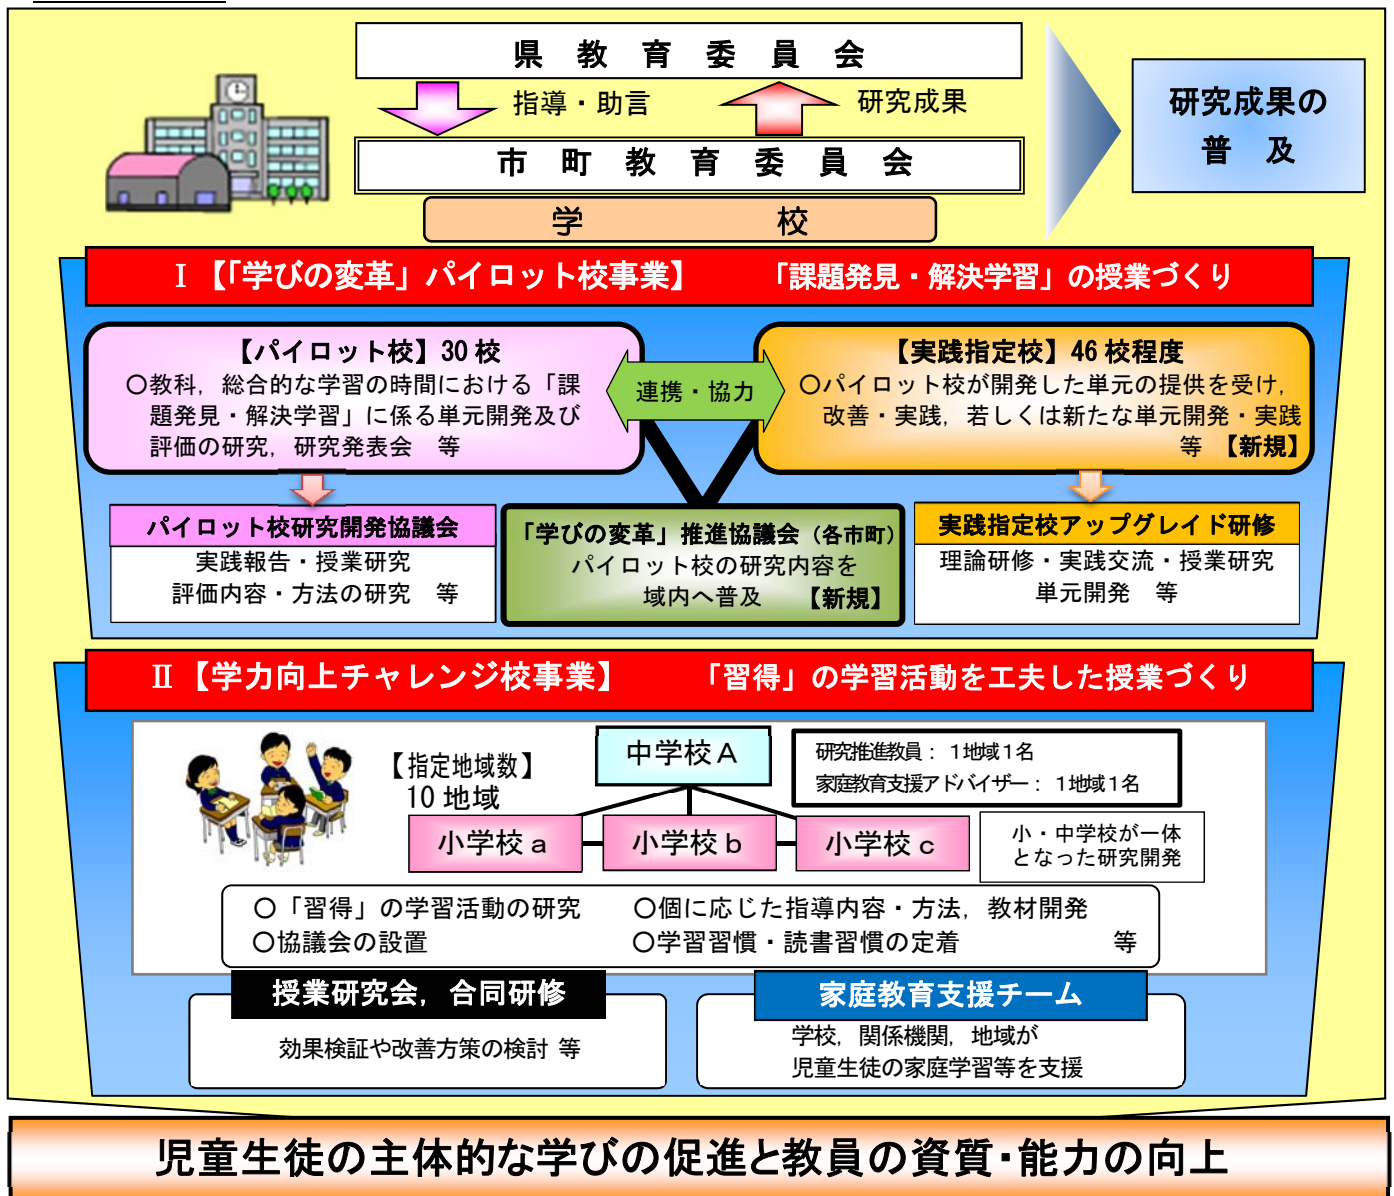 県教育委員会
指導・助言
研究成果
市町教育委員会
学校
研究成果の
普及
Ⅰ【「学びの変革」パイロット校事業】 「課題発見・解決学習」の授業づくり
【パイロット校】30校
○教科，総合的な学習の時間における「課
題発見・解決学習」に係る単元開発及び
評価の研究，研究発表会 等
連携・協力
【実践指定校】46校程度
○パイロット校が開発した単元の提供を受け，
改善・実践，若しくは新たな単元開発・実践
等 【新規】
パイロット校研究開発協議会
実践報告・授業研究
評価内容・方法の研究 等
「学びの変革」推進協議会（各市町）
パイロット校の研究内容を
域内へ普及 【新規】
実践指定校アップグレイド研修
理論研修・実践交流・授業研究
単元開発 等
Ⅱ【学力向上チャレンジ校事業】 「習得」の学習活動を工夫した授業づくり
【指定地域数】
10地域
中学校Ａ
研究推進教員： １地域１名
家庭教育支援アドバイザー： １地域１名
小学校ａ
小学校ｂ
小学校ｃ
小・中学校が一体
となった研究開発
○「習得」の学習活動の研究 ○個に応じた指導内容・方法，教材開発
○協議会の設置 ○学習習慣・読書習慣の定着 等
授業研究会，合同研修
効果検証や改善方策の検討 等
家庭教育支援チーム
学校，関係機関，地域が
児童生徒の家庭学習等を支援
児童生徒の主体的な学びの促進と教員の資質・能力の向上